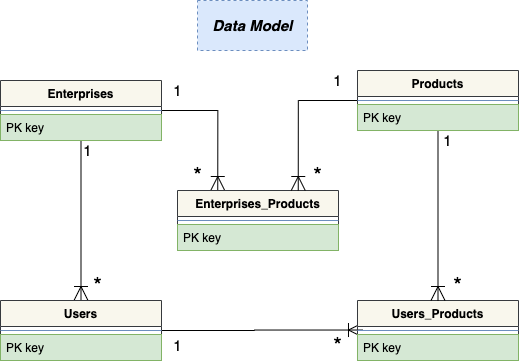 Data Model
Enterprises
PK key
1
1
Products
PK key
1
1
*
*
Enterprises_Products
PK key
*
*
Users
PK key
1
*
Users_Products
PK key